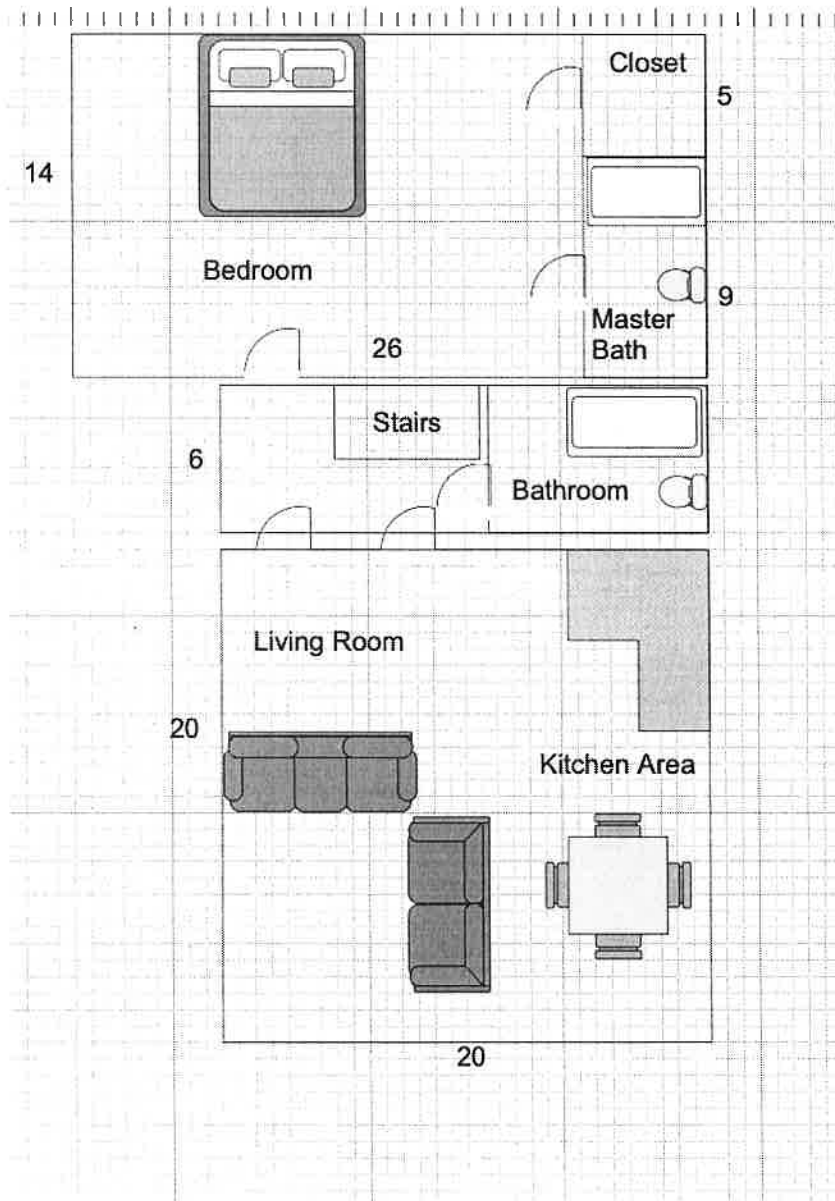 Closet
5
14
Bedroom
9
Master
Bath
26
Stairs
6
Bathroom
Living Room
20
Kitchen Area
20